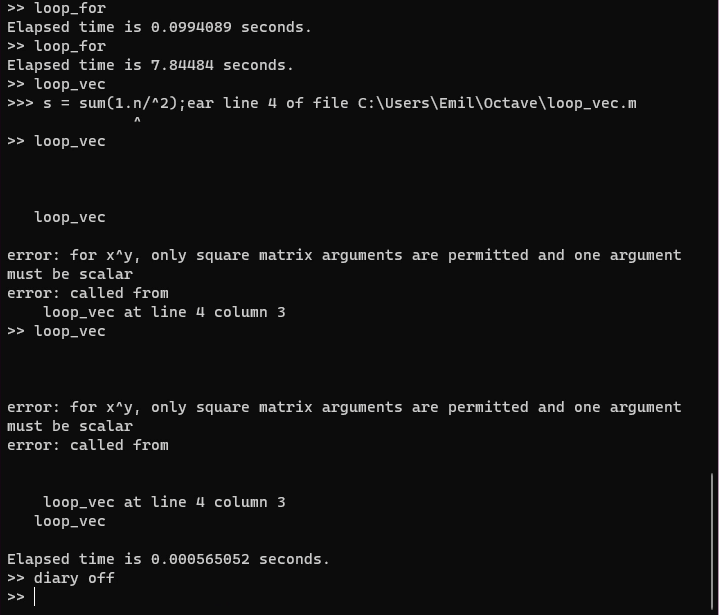 >> loop_for
Elapsed time is 0.0994089 seconds.
>> loop_for
Elapsed time is 7.84484 seconds.
>> loop_vec
>>> s = sum(1.n/^2);ear line 4 of file C:\Users\Emil\Octave\loop_vec.m
^
>> loop_vec
loop_vec
error: for x^y, only square matrix arguments are permitted and one argument
must be scalar
error: called from
loop_vec at line 4 column 3
>> loop_vec
error: for x^y, only square matrix arguments are permitted and one argument
must be scalar
error: called from
loop_vec at line 4 column 3
loop_vec
Elapsed time is 0.000565052 seconds.
>> diary off
>>